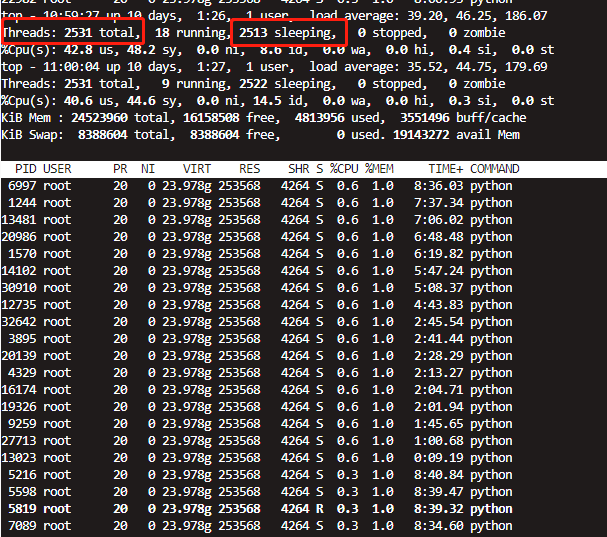 top - 10:59:27 up 10 days,  1:26,  1 user,  load average: 39.20, 46.25, 186.07
Threads: 2531 total,  18 running, 2513 sleeping,   0 stopped,   0 zombie
%Cpu(s): 42.8 us, 48.2 sy,  0.0 ni,  8.6 id,  0.0 wa,  0.0 hi,  0.4 si,  0.0 st
top - 11:00:04 up 10 days,  1:27,  1 user,  load average: 35.52, 44.75, 179.69
Threads: 2531 total,   9 running, 2522 sleeping,   0 stopped,   0 zombie
%Cpu(s): 40.6 us, 44.6 sy,  0.0 ni, 14.5 id,  0.0 wa,  0.0 hi,  0.3 si,  0.0 st
KiB Mem : 24523960 total, 16158508 free,  4813956 used,  3551496 buff/cache
KiB Swap:  8388604 total,  8388604 free,        0 used. 19143272 avail Mem
PID USER      PR  NI    VIRT    RES    SHR S %CPU %MEM     TIME+ COMMAND
6997 root      20   0 23.978g 253568   4264 S  0.6  1.0   8:36.03 python
1244 root      20   0 23.978g 253568   4264 S  0.6  1.0   7:37.34 python
13481 root      20   0 23.978g 253568   4264 S  0.6  1.0   7:06.02 python
20986 root      20   0 23.978g 253568   4264 S  0.6  1.0   6:48.48 python
1570 root      20   0 23.978g 253568   4264 S  0.6  1.0   6:19.82 python
14102 root      20   0 23.978g 253568   4264 S  0.6  1.0   5:47.24 python
30910 root      20   0 23.978g 253568   4264 S  0.6  1.0   5:08.37 python
12735 root      20   0 23.978g 253568   4264 S  0.6  1.0   4:43.83 python
32642 root      20   0 23.978g 253568   4264 S  0.6  1.0   2:45.54 python
3895 root      20   0 23.978g 253568   4264 S  0.6  1.0   2:41.44 python
20139 root      20   0 23.978g 253568   4264 S  0.6  1.0   2:28.29 python
4329 root      20   0 23.978g 253568   4264 S  0.6  1.0   2:13.27 python
16174 root      20   0 23.978g 253568   4264 S  0.6  1.0   2:04.71 python
19326 root      20   0 23.978g 253568   4264 S  0.6  1.0   2:01.94 python
9259 root      20   0 23.978g 253568   4264 S  0.6  1.0   1:45.65 python
27713 root      20   0 23.978g 253568   4264 S  0.6  1.0   1:00.68 python
13023 root      20   0 23.978g 253568   4264 S  0.6  1.0   0:09.19 python
5216 root      20   0 23.978g 253568   4264 S  0.3  1.0   8:40.84 python
5598 root      20   0 23.978g 253568   4264 S  0.3  1.0   8:39.47 python
5819 root      20   0 23.978g 253568   4264 R  0.3  1.0   8:39.32 python
7089 root      20   0 23.978g 253568   4264 S  0.3  1.0   8:34.60 python